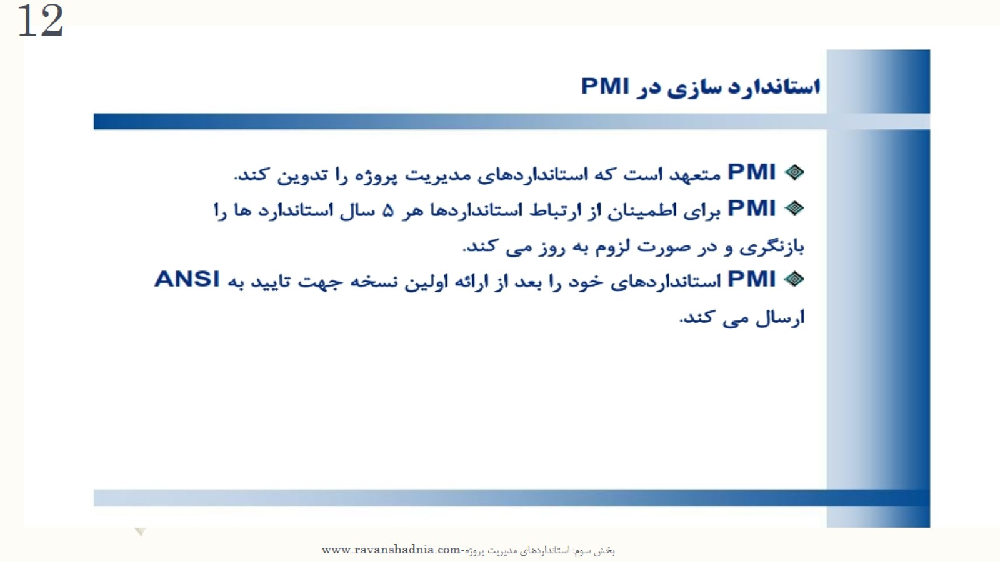 12
استاندارد سازی در PMI
PMI متعهد است که استانداردهای مدیریت پروژه را تدوین کند.
PMI برای اطمینان از ارتباط استانداردها هر ۵ سال استاندارد ها را
بازنگری و در صورت لزوم به روز می کند.
PMI استانداردهای خود را بعد از ارائه اولین نسخه جهت تایید به ANSI
ارسال می کند.
بخش سوم: استانداردهای مدیریت پروژه-www.ravanshadnia.com